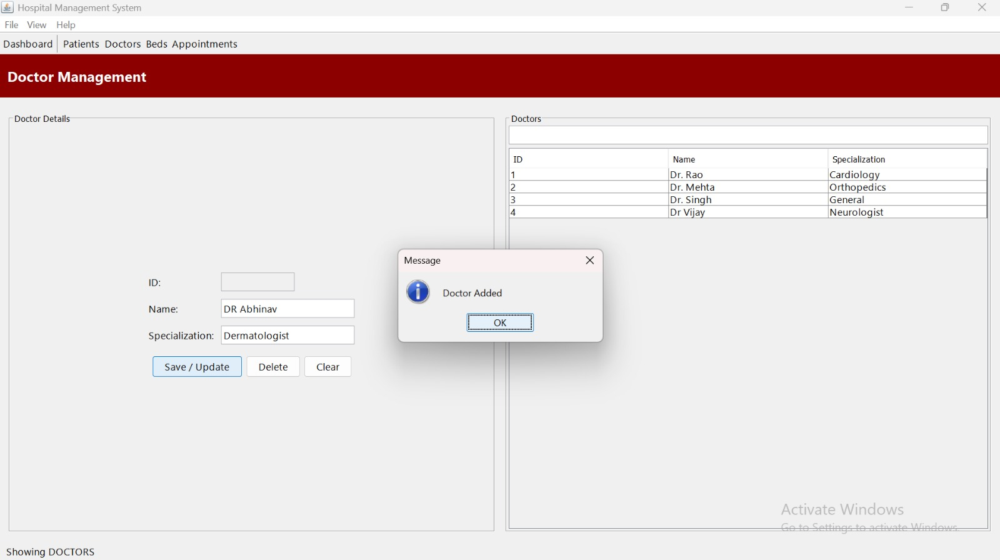 Hospital Management System
File View Help
Dashboard Patients Doctors Beds Appointments
Doctor Management
Doctor Details
ID:
Name: DR Abhinav
Specialization: Dermatologist
Save / Update Delete Clear
Doctors
ID Name Specialization
1 Dr. Rao Cardiology
2 Dr. Mehta Orthopedics
3 Dr. Singh General
4 Dr Vijay Neurologist
Message
Doctor Added
OK
Activate Windows
Go to Settings to activate Windows.
Showing DOCTORS